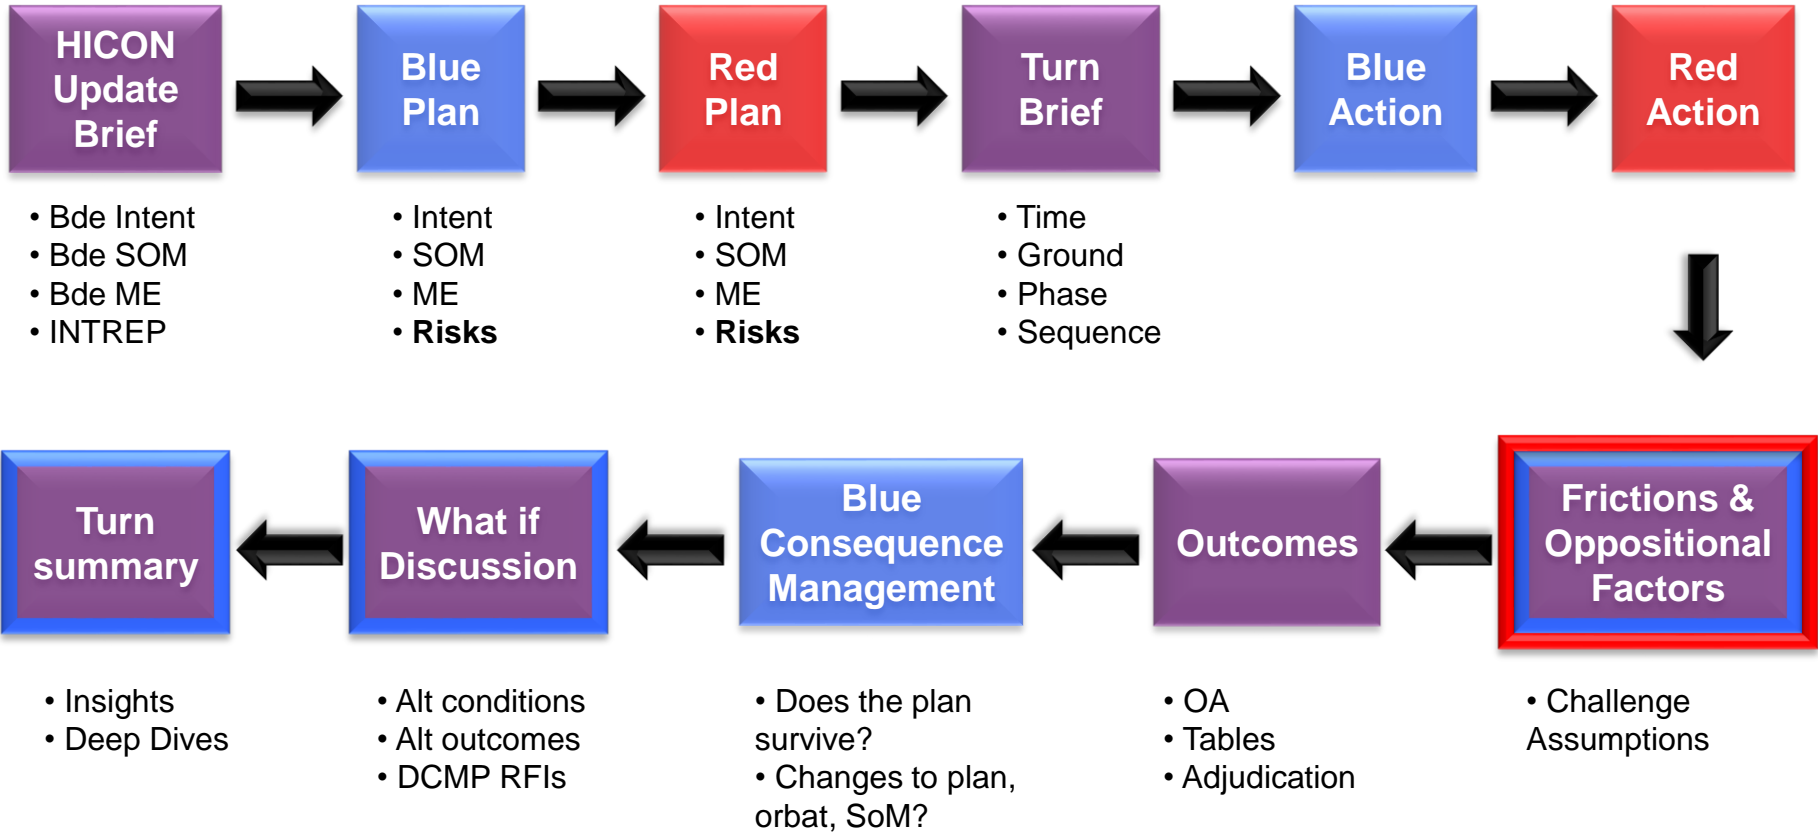 HICON
Update
Brief
Blue
Plan
Red
Plan
Turn
Brief
Blue
Action
Red
Action
• Bde Intent
• Bde SOM
• Bde ME
• INTREP
• Intent
• SOM
• ME
• Risks
• Intent
• SOM
• ME
• Risks
• Time
• Ground
• Phase
• Sequence
Turn
summary
What if
Discussion
Blue
Consequence
Management
Outcomes
Frictions &
Oppositional
Factors
• Insights
• Deep Dives
• Alt conditions
• Alt outcomes
• DCMP RFIs
• Does the plan
survive?
• Changes to plan,
orbat, SoM?
• OA
• Tables
• Adjudication
• Challenge
Assumptions